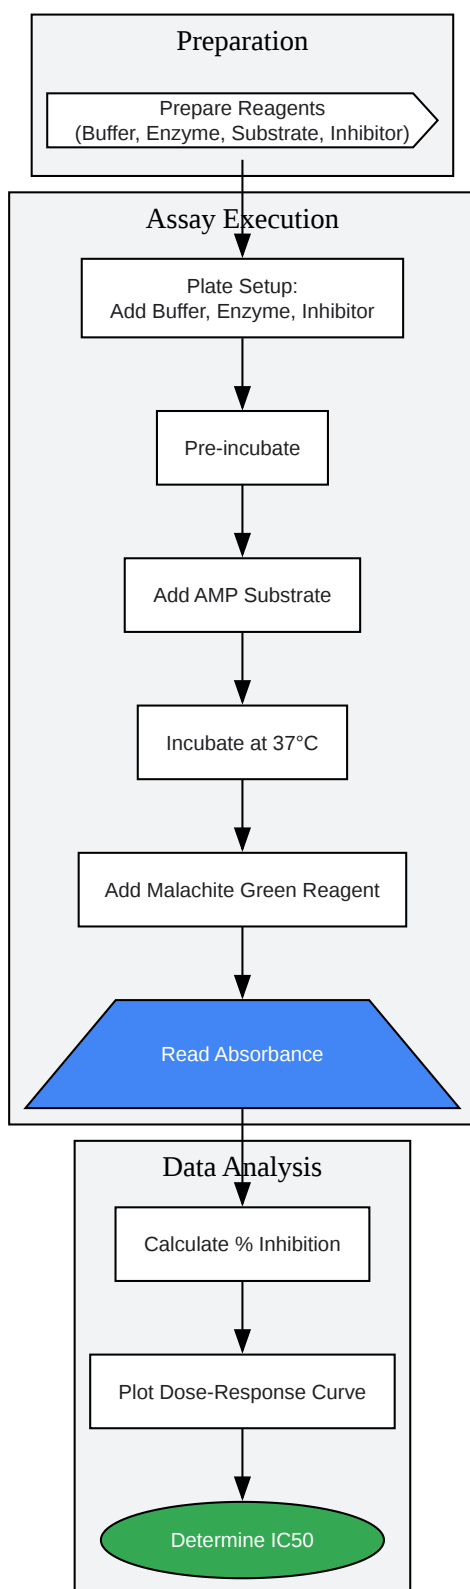 Preparation
Prepare Reagents
(Buffer, Enzyme, Substrate, Inhibitor)
Assay Execution
Plate Setup:
Add Buffer, Enzyme, Inhibitor
Pre-incubate
Add AMP Substrate
Incubate at 37°C
Add Malachite Green Reagent
Read Absorbance
Data Analysis
Calculate % Inhibition
Plot Dose-Response Curve
Determine IC50